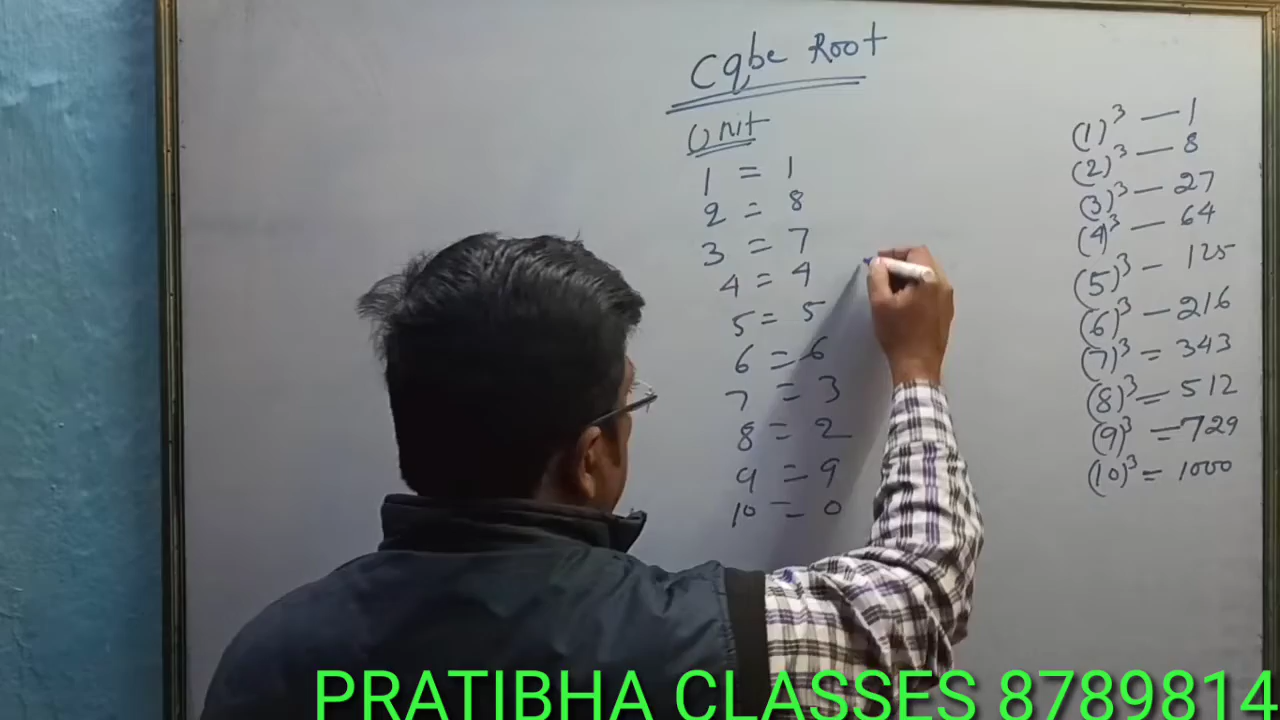 Cube Root
Unit
1 = 1
2 = 8
3 = 7
4 = 4
5 = 5
6 = 6
7 = 3
8 = 2
9 = 9
10 = 0
(1)³ — 1
(2)³ — 8
(3)³ — 27
(4)³ — 64
(5)³ — 125
(6)³ — 216
(7)³ = 343
(8)³ = 512
(9)³ = 729
(10)³ = 1000
PRATIBHA CLASSES 8789814